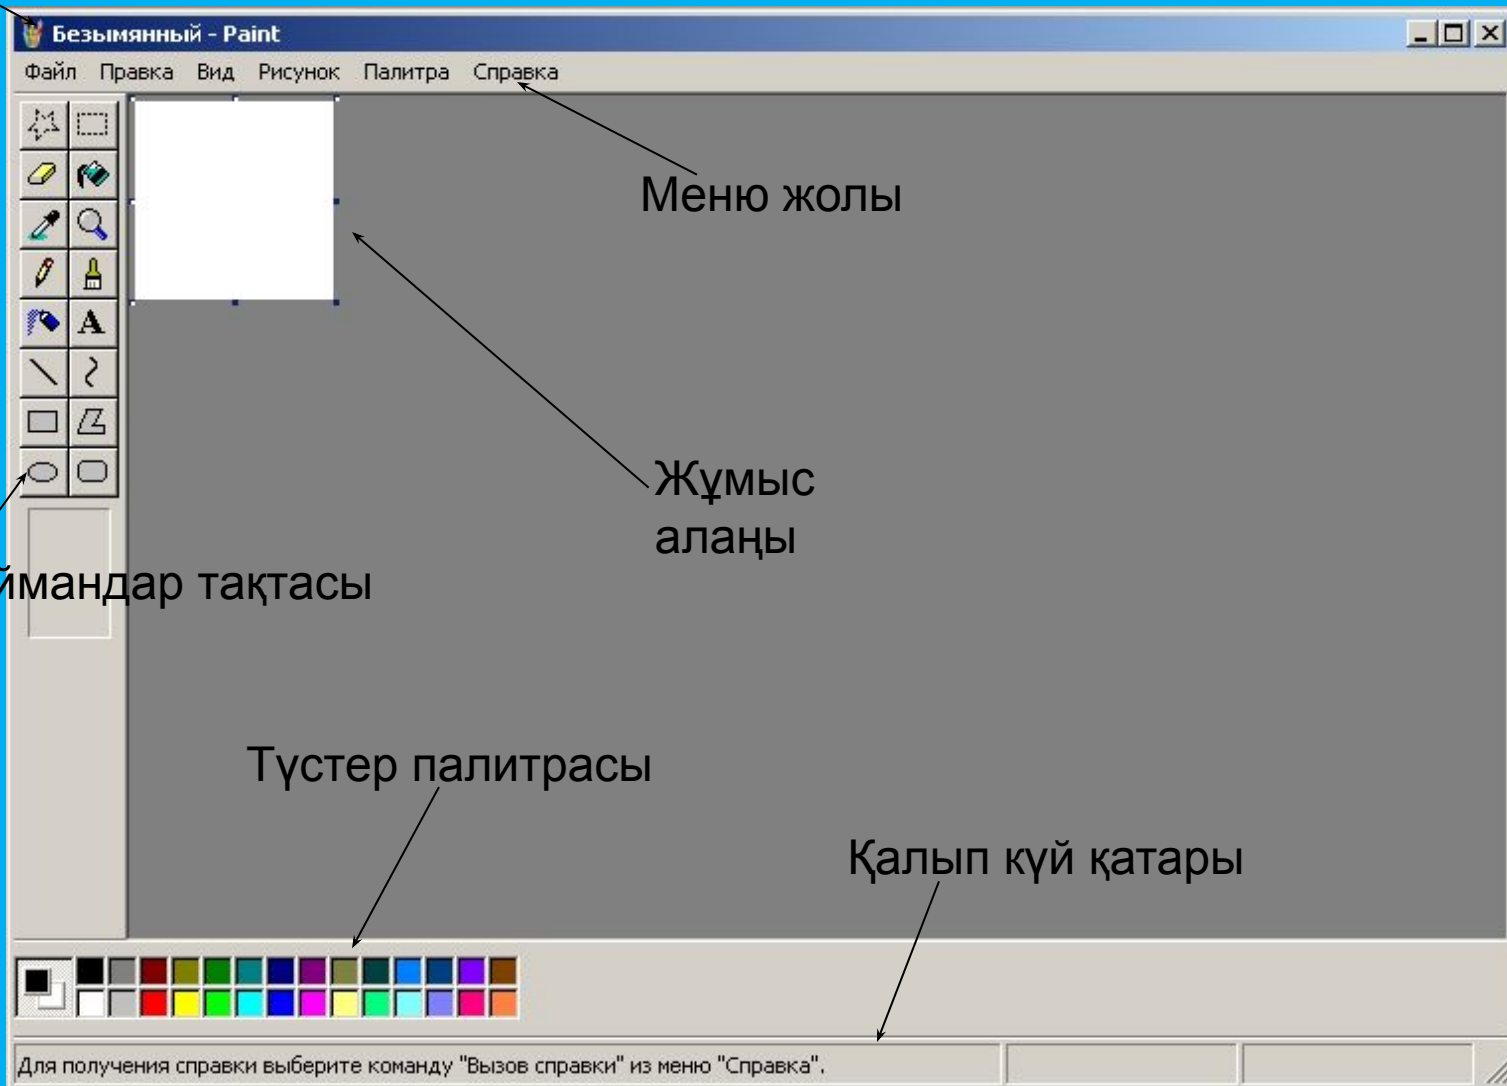 Безымянный - Paint
Файл Правка Вид Рисунок Палитра Справка
A
Меню жолы
Жұмыс
алаңы
ймандар тақтасы
Түстер палитрасы
Қалып күй қатары
Для получения справки выберите команду "Вызов справки" из меню "Справка".